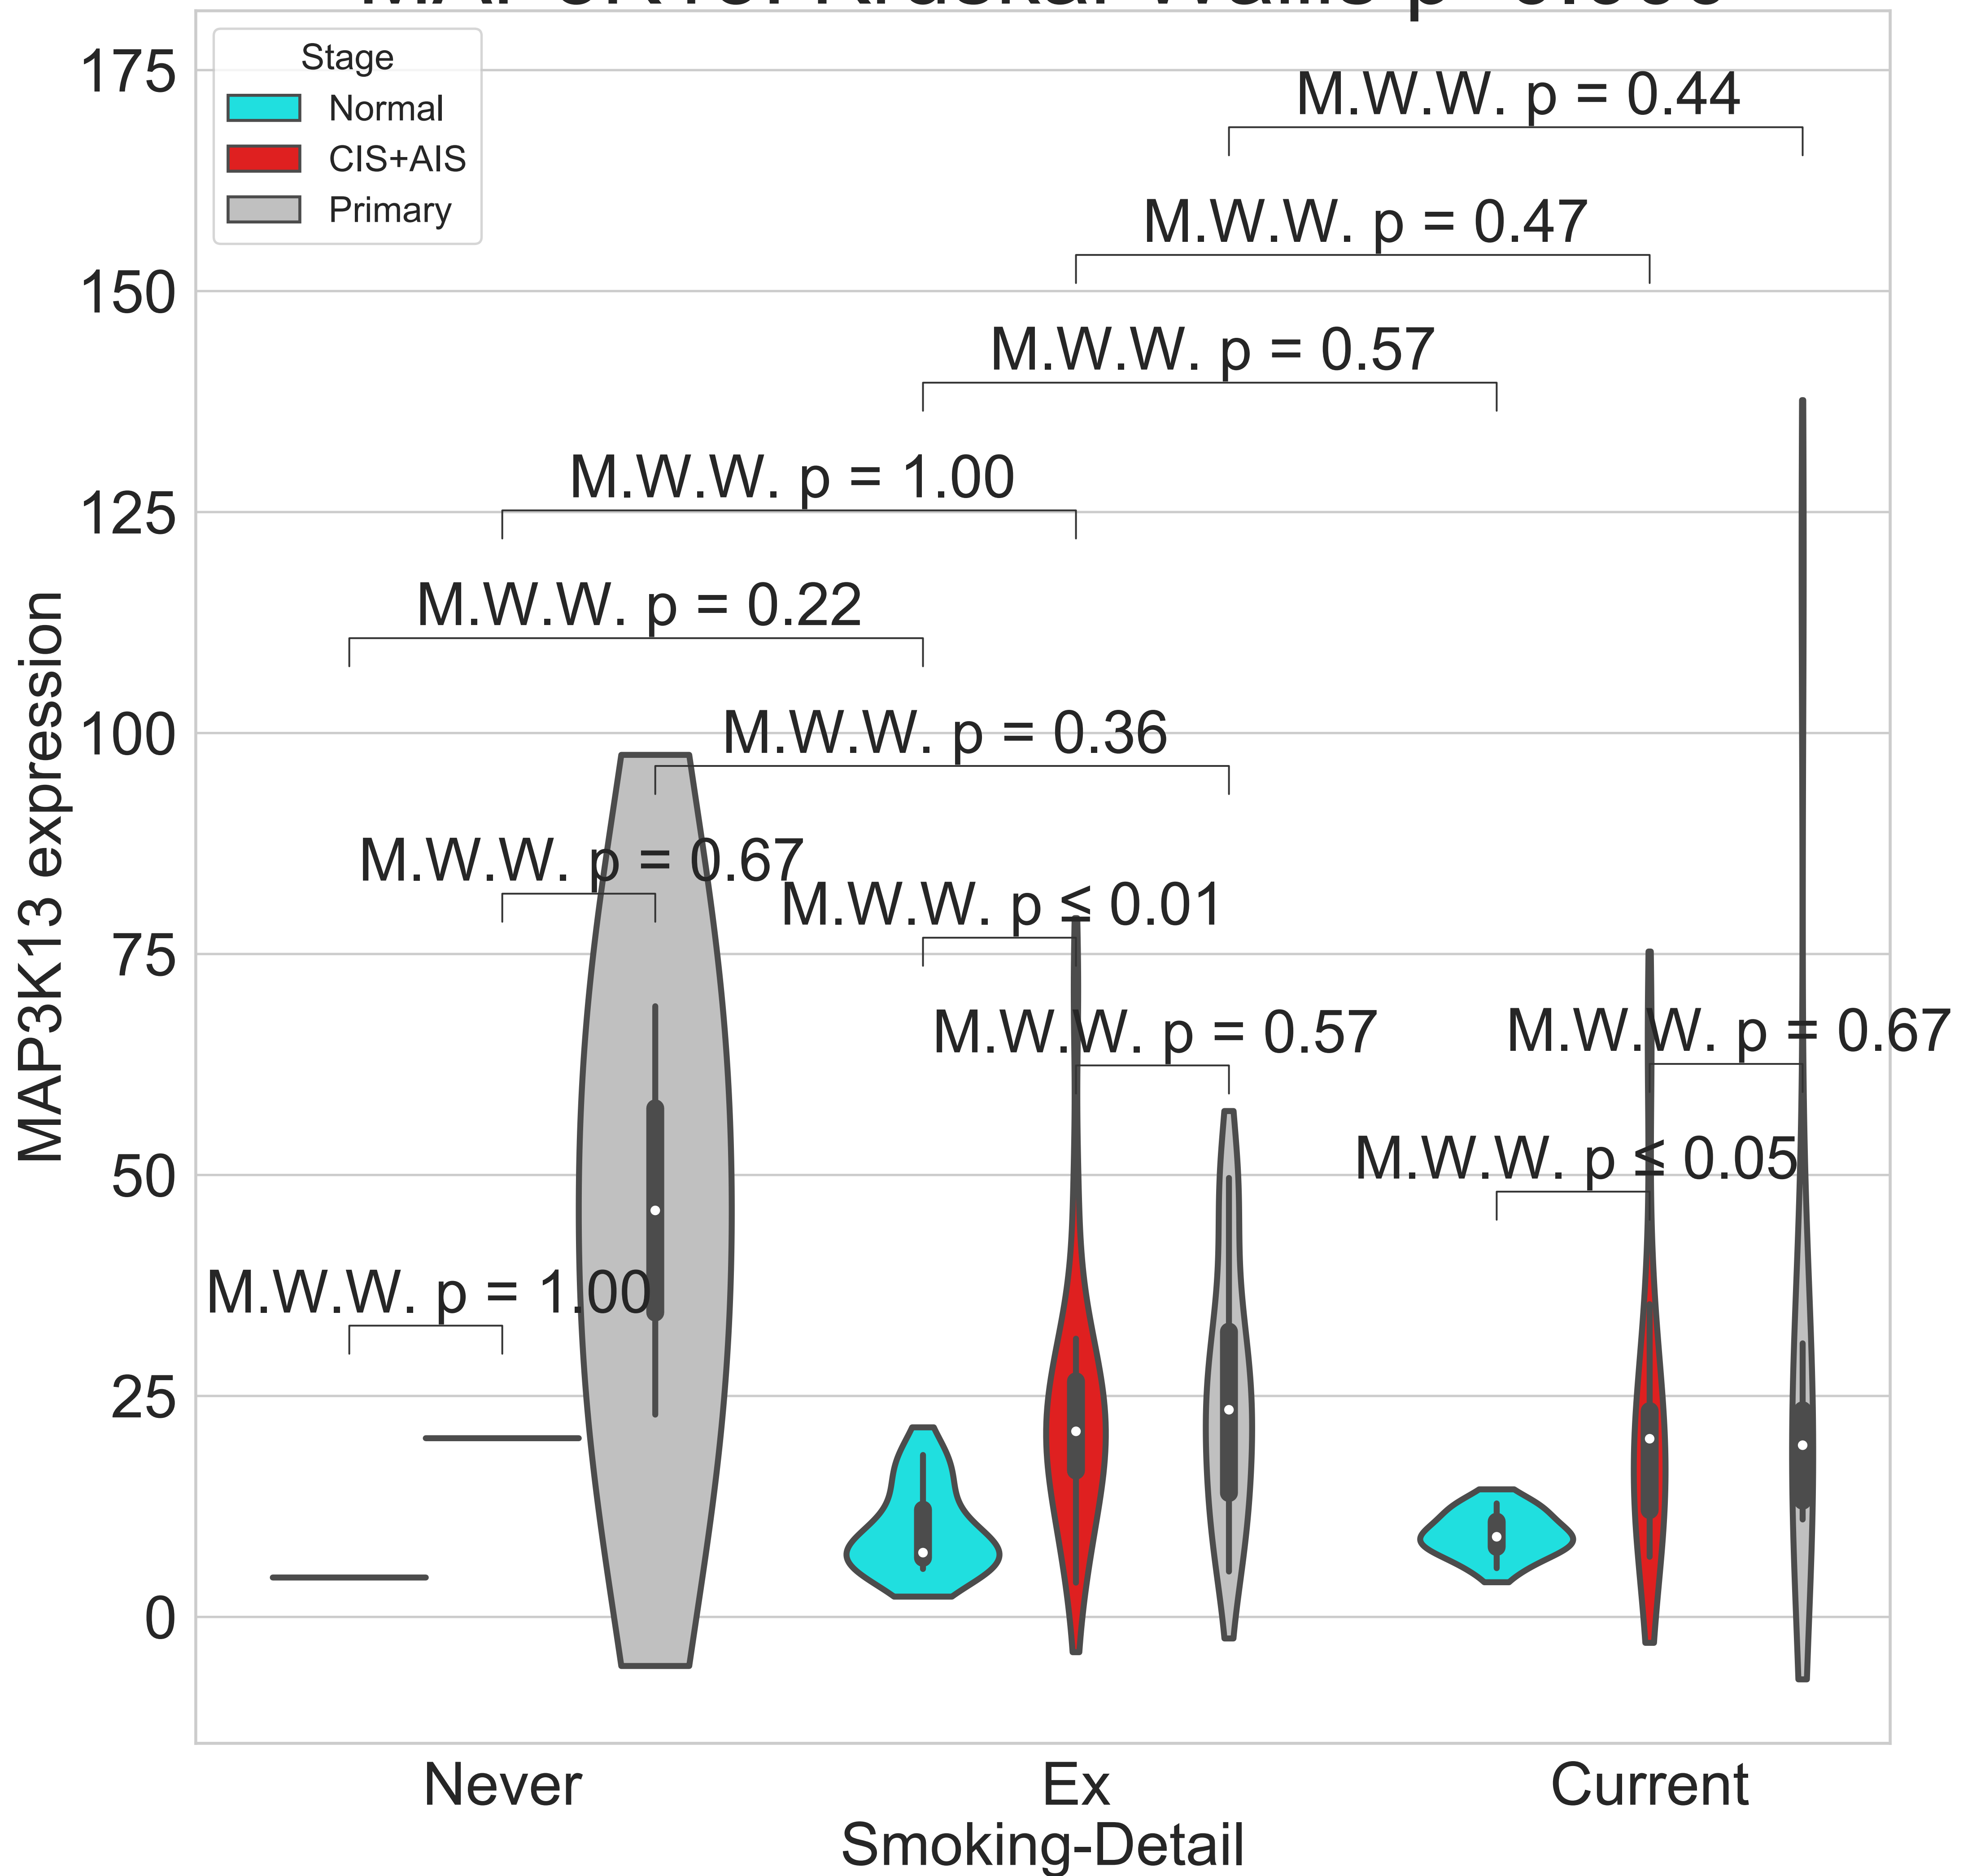 175
150
125
100
75
50
25
0
MAP3K13 expression
Stage
Normal
CIS+AIS
Primary
M.W.W. p = 0.44
M.W.W. p = 0.47
M.W.W. p = 0.57
M.W.W. p = 1.00
M.W.W. p = 0.22
M.W.W. p = 0.36
M.W.W. p = 0.67
M.W.W. p ≤ 0.01
M.W.W. p = 0.57
M.W.W. p = 0.67
M.W.W. p ≤ 0.05
M.W.W. p = 1.00
Never
Ex
Current
Smoking-Detail